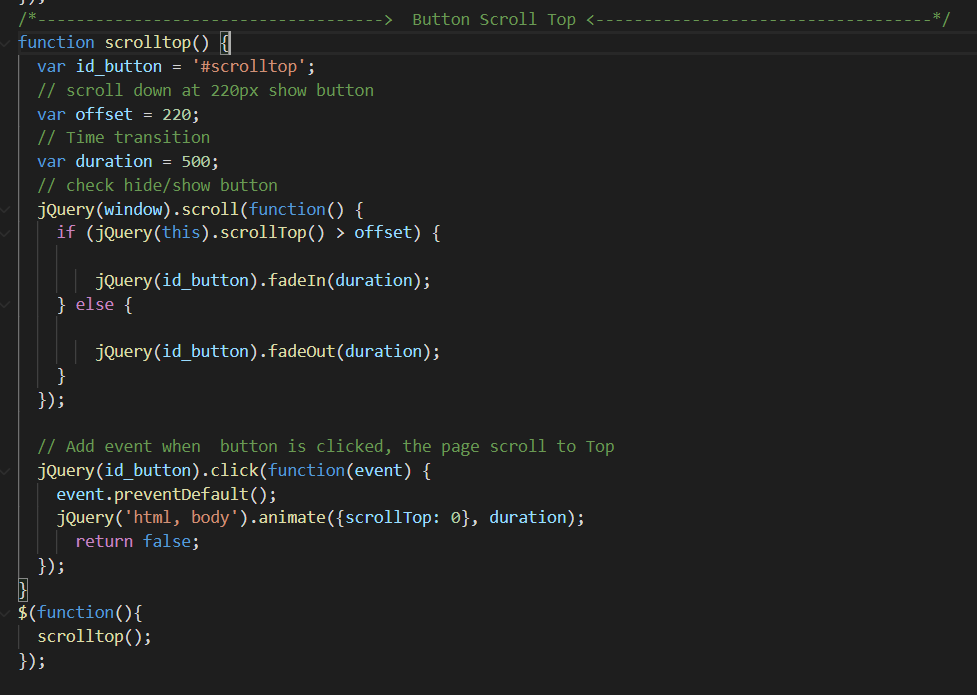 });
/*------------------------------------> Button Scroll Top <-----------------------------------*/
function scrolltop() {
var id_button = '#scrolltop';
// scroll down at 220px show button
var offset = 220;
// Time transition
var duration = 500;
// check hide/show button
jQuery(window).scroll(function() {
if (jQuery(this).scrollTop() > offset) {
jQuery(id_button).fadeIn(duration);
} else {
jQuery(id_button).fadeOut(duration);
}
});
// Add event when  button is clicked, the page scroll to Top
jQuery(id_button).click(function(event) {
event.preventDefault();
jQuery('html, body').animate({scrollTop: 0}, duration);
return false;
});
}
$(function(){
scrolltop();
});